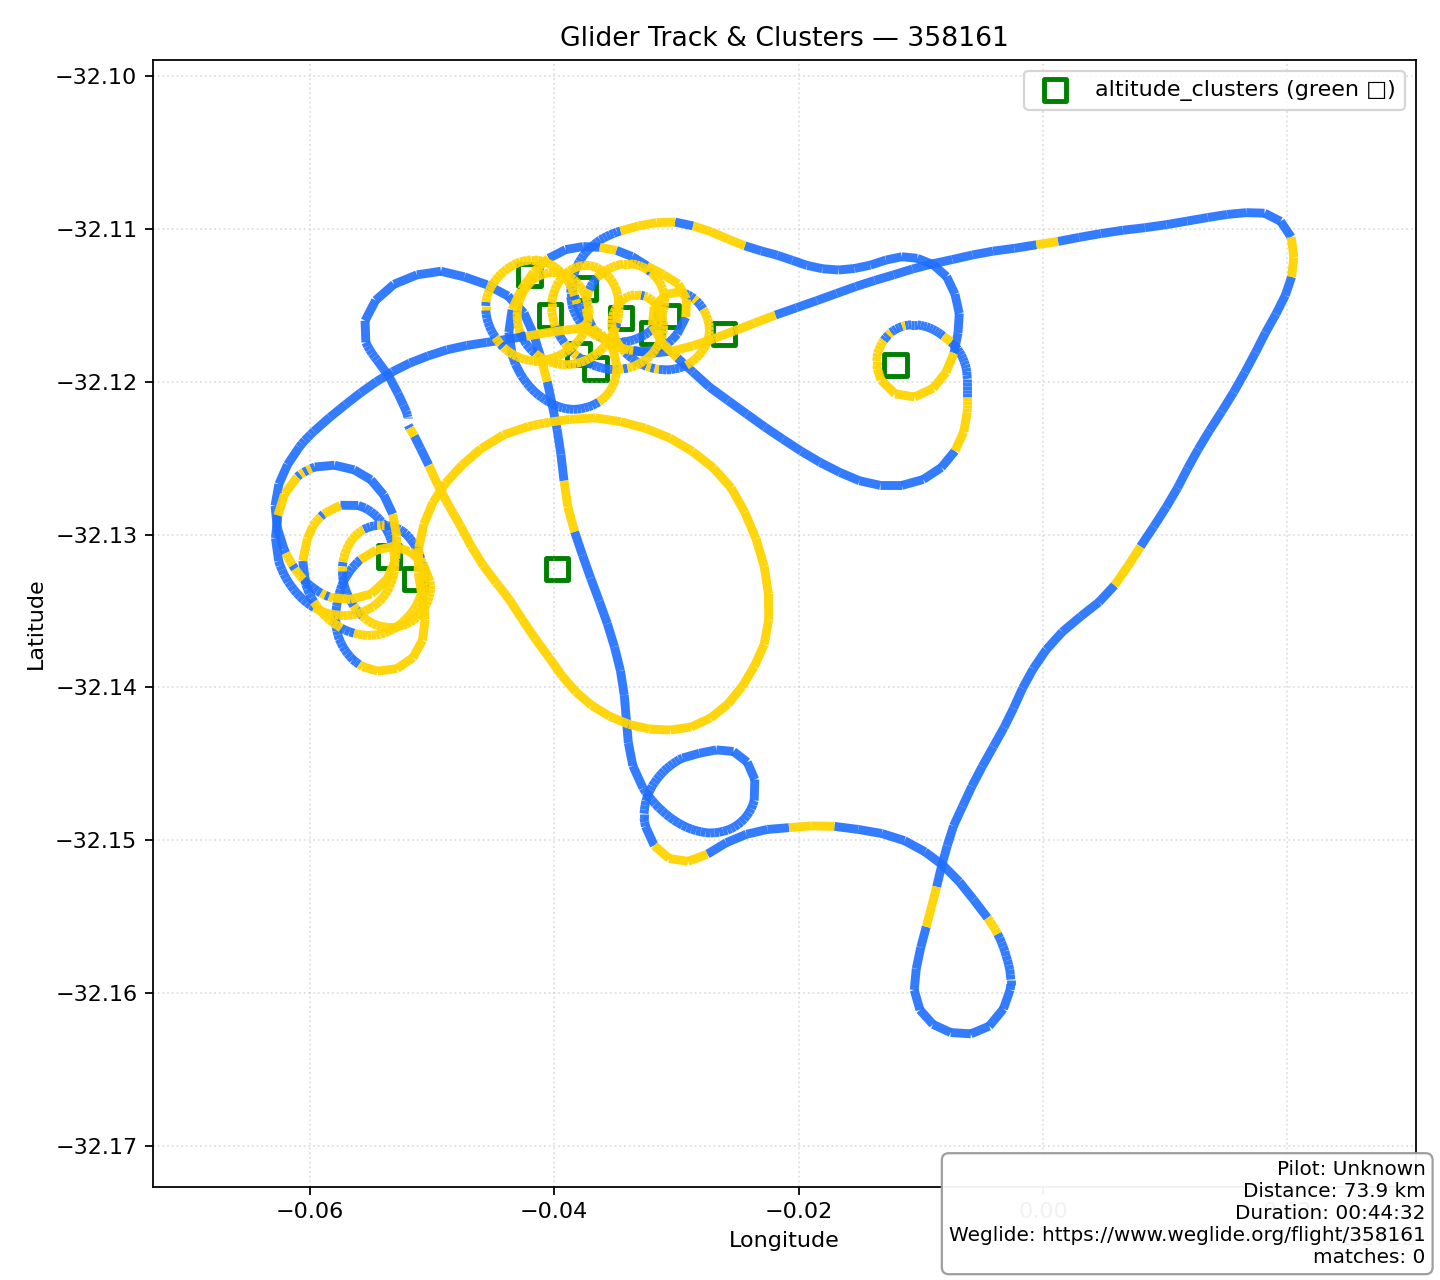 Glider Track & Clusters — 358161
altitude_clusters (green □)
−32.10
−32.11
−32.12
−32.13
−32.14
−32.15
−32.16
−32.17
Latitude
−0.06
−0.04
−0.02
0.00
Longitude
Pilot: Unknown
Distance: 73.9 km
Duration: 00:44:32
Weglide: https://www.weglide.org/flight/358161
matches: 0